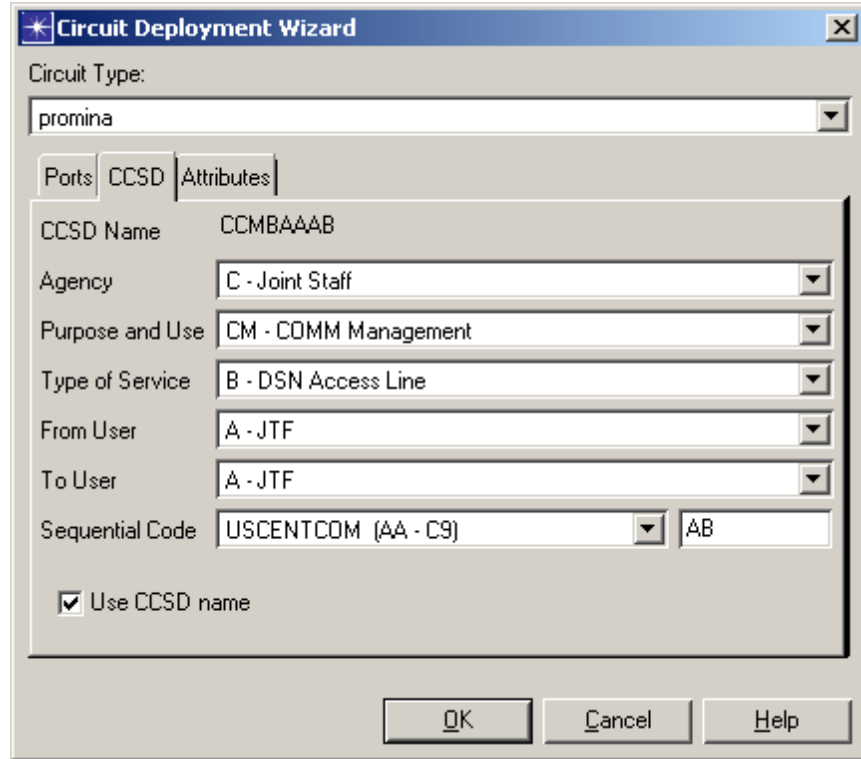 Circuit Deployment Wizard
Circuit Type:
promina
Ports CCSD Attributes
CCSD Name CCMBAAAB
Agency C - Joint Staff
Purpose and Use CM - COMM Management
Type of Service B - DSN Access Line
From User A - JTF
To User A - JTF
Sequential Code USCENTCOM (AA - C9) AB
Use CCSD name
OK Cancel Help